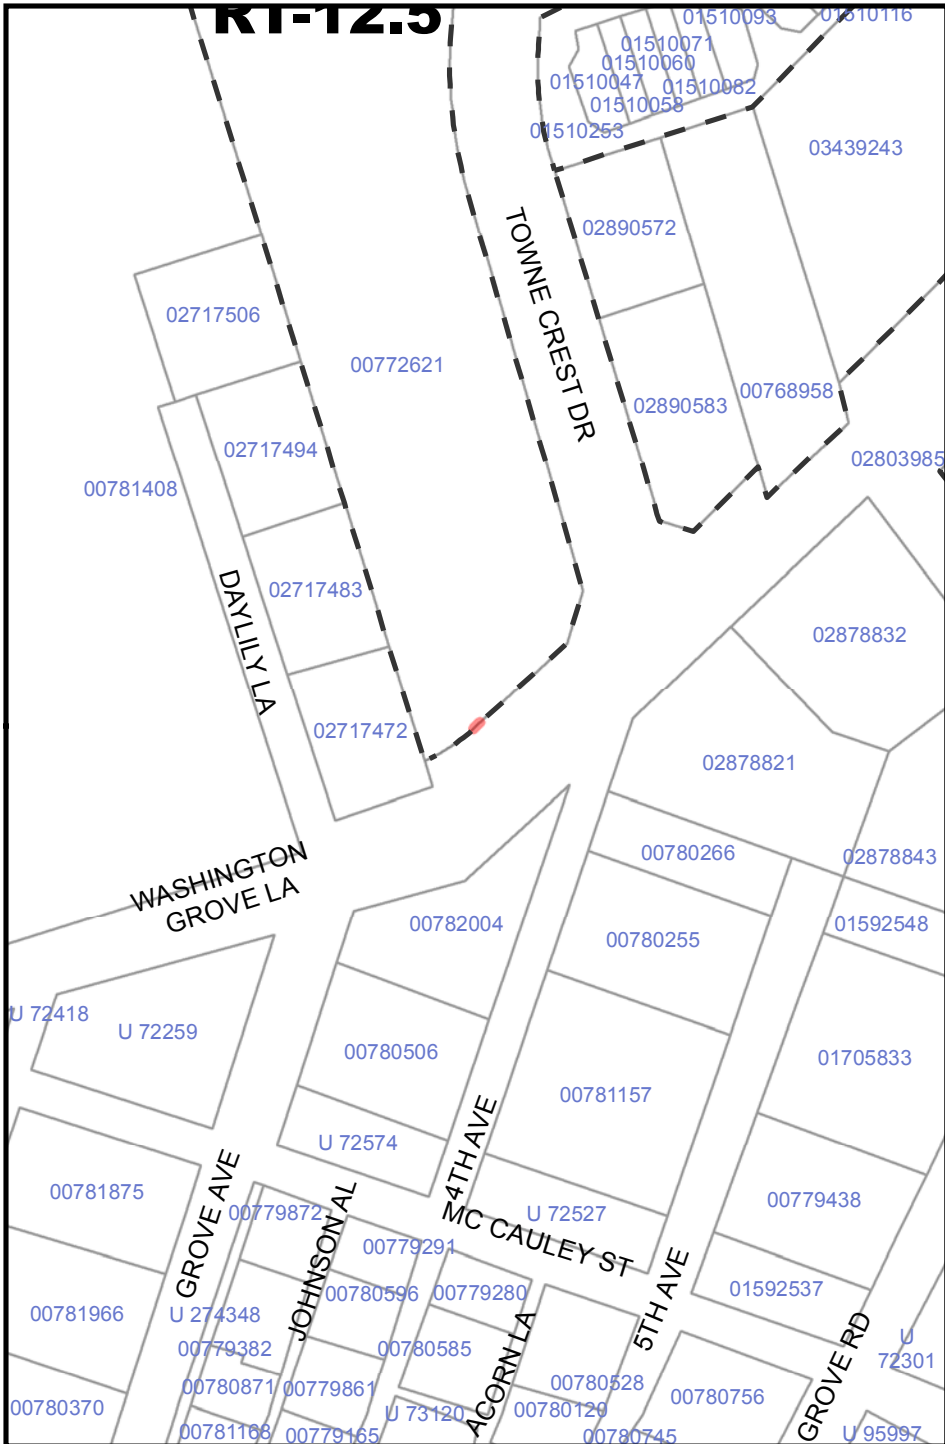 RT-12.5
01510093
01510116
01510071
01510060
01510047
01510082
01510058
01510253
03439243
02890572
TOWNE CREST DR
02717506
00772621
00768958
02890583
02717494
02803985
00781408
02717483
DAYLILY LA
02878832
02717472
02878821
WASHINGTON
GROVE LA
00780266
02878843
00782004
00780255
01592548
U 72418
U 72259
00780506
01705833
00781157
U 72574
4TH AVE
00781875
GROVE AVE
00779872
JOHNSON AL
U 72527
MC CAULEY ST
00779438
00779291
00780596
00779280
5TH AVE
01592537
00781966
U 274348
00779382
00780585
ACORN LA
GROVE RD
U
72301
00780871
00779861
00780528
00780756
00780370
U 73120
00780120
00781168
00779165
00780745
U 95997